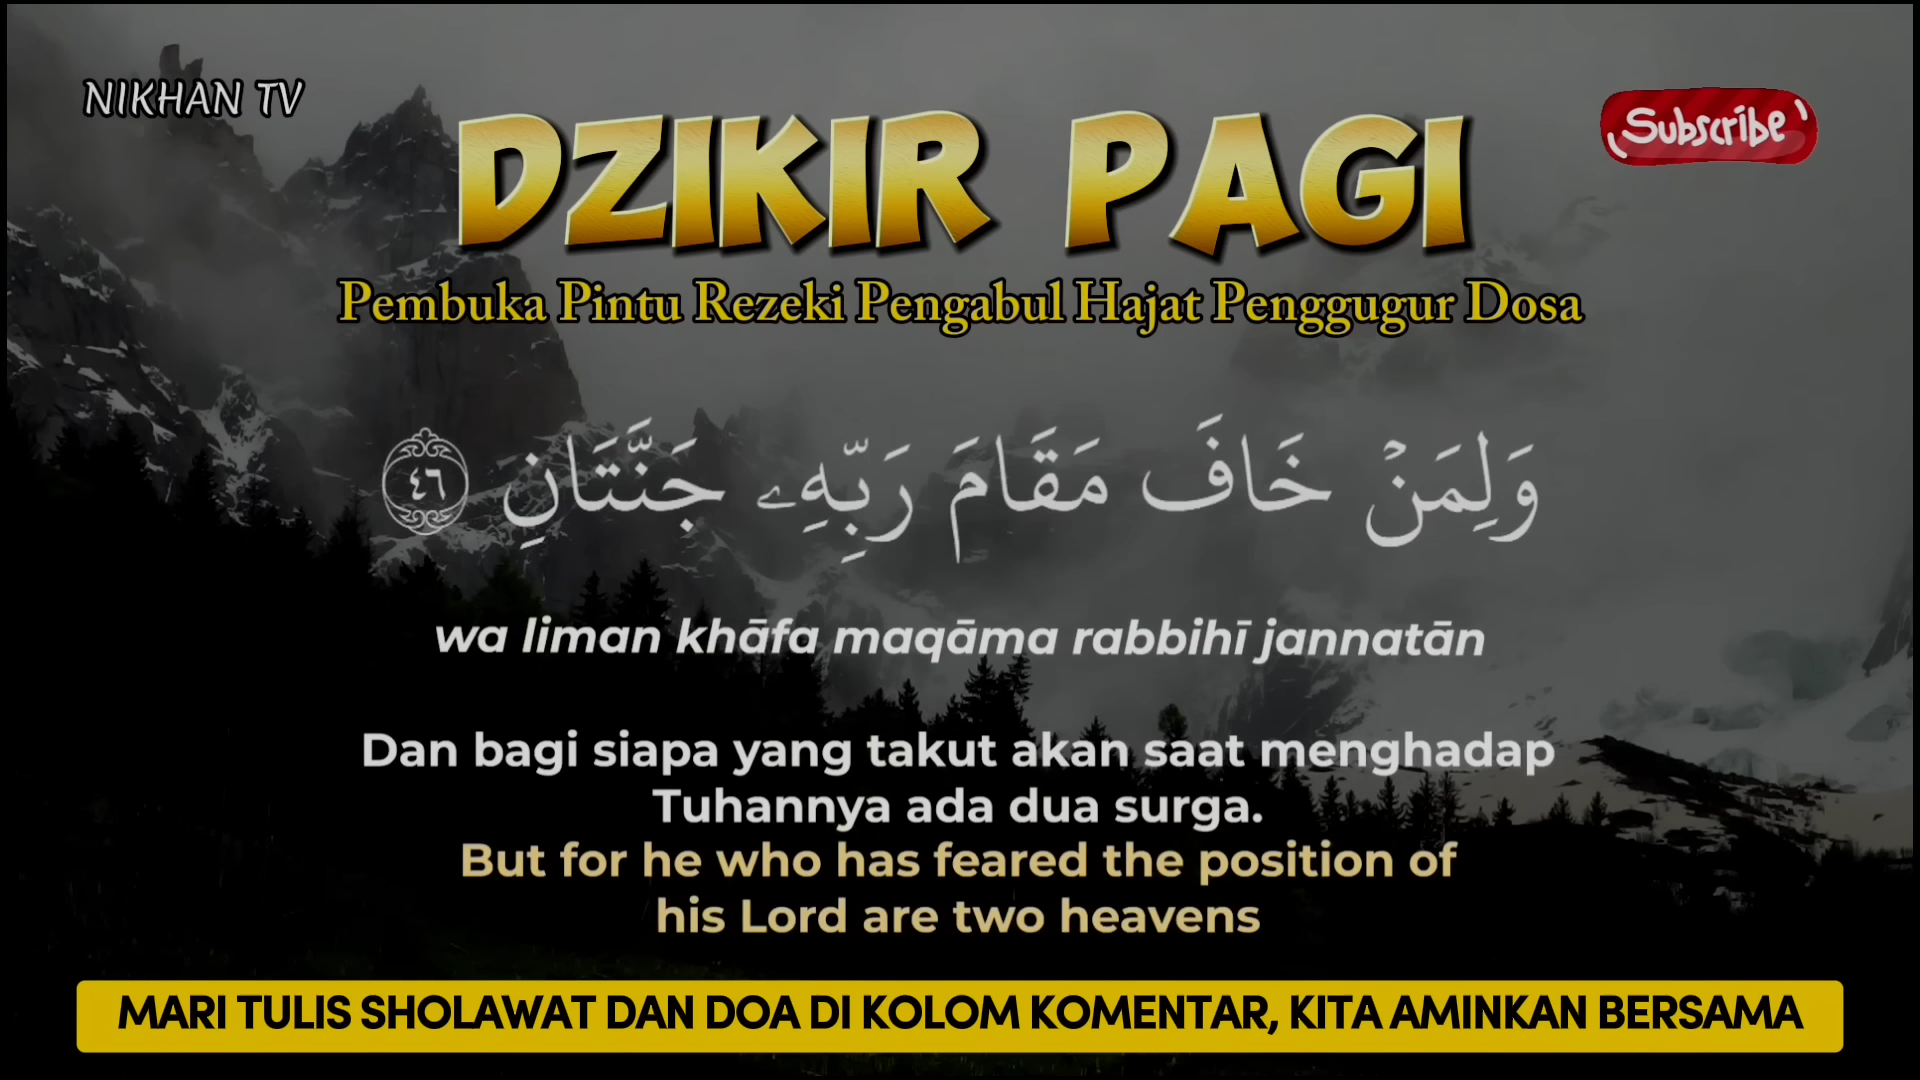 NIKHAN TV
Subscribe
DZIKIR PAGI
Pembuka Pintu Rezeki Pengabul Hajat Penggugur Dosa
وَلِمَنۡ خَافَ مَقَامَ رَبِّهِۦ جَنَّتَانِ ٤٦
wa liman khāfa maqāma rabbihī jannatān
Dan bagi siapa yang takut akan saat menghadap
Tuhannya ada dua surga.
But for he who has feared the position of
his Lord are two heavens
MARI TULIS SHOLAWAT DAN DOA DI KOLOM KOMENTAR, KITA AMINKAN BERSAMA